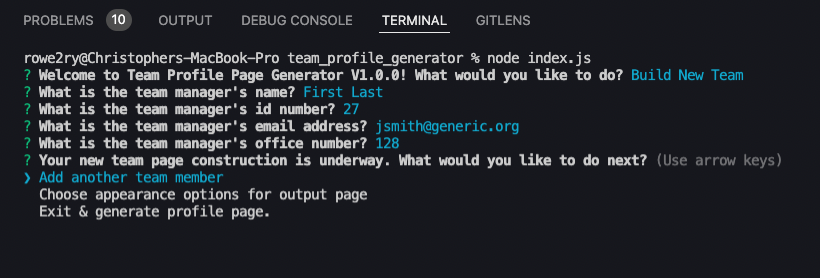 PROBLEMS 10 OUTPUT DEBUG CONSOLE TERMINAL GITLENS
rowe2ry@Christophers-MacBook-Pro team_profile_generator % node index.js
? Welcome to Team Profile Page Generator V1.0.0! What would you like to do? Build New Team
? What is the team manager's name? First Last
? What is the team manager's id number? 27
? What is the team manager's email address? jsmith@generic.org
? What is the team manager's office number? 128
? Your new team page construction is underway. What would you like to do next? (Use arrow keys)
❯ Add another team member
Choose appearance options for output page
Exit & generate profile page.